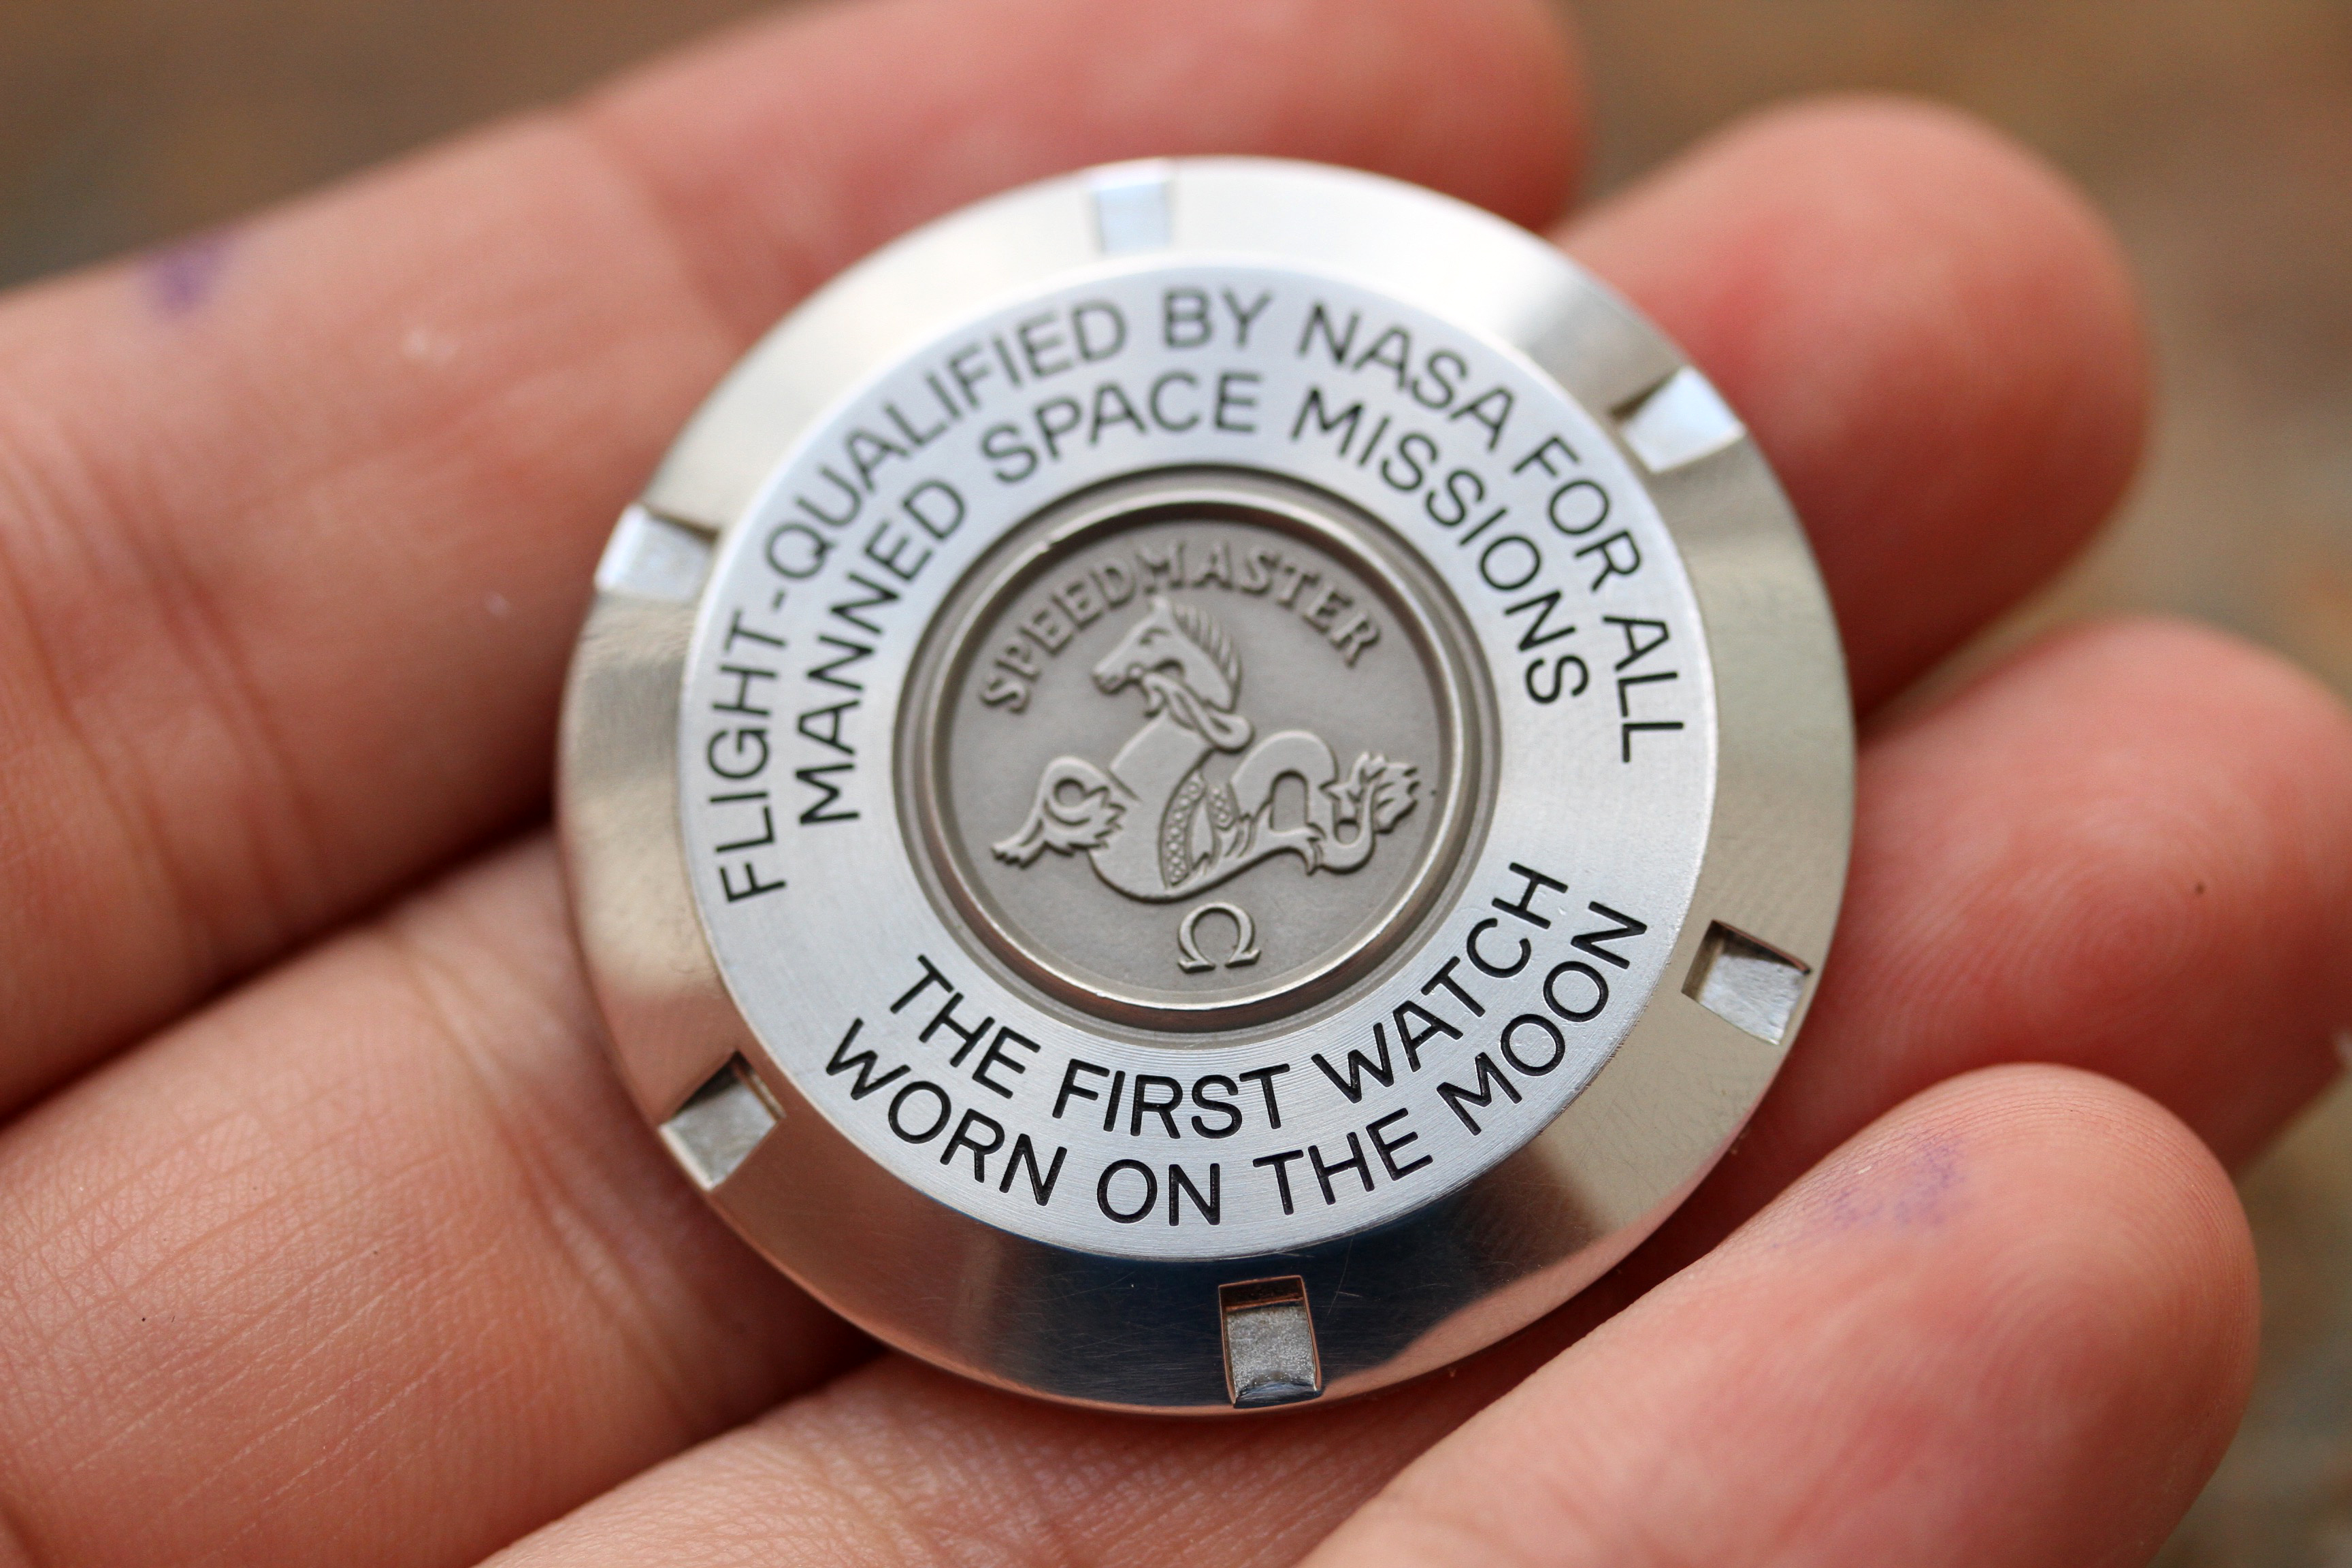 FLIGHT-QUALIFIED BY NASA FOR ALL
MANNED SPACE MISSIONS
SPEEDMASTER
Ω
THE FIRST WATCH
WORN ON THE MOON